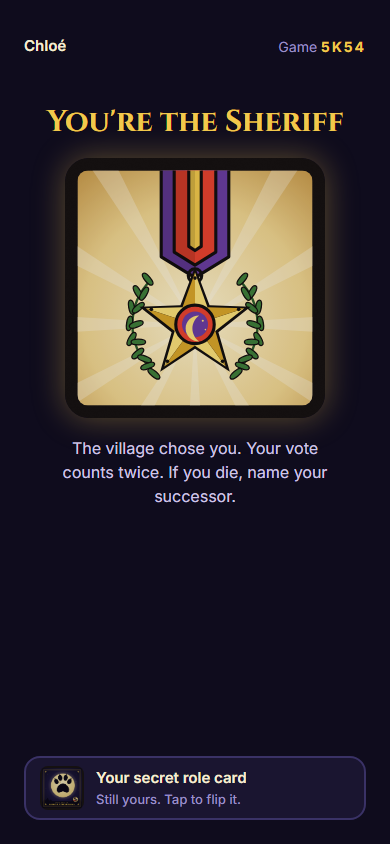 Chloé
Game 5K54
You're the Sheriff
The village chose you. Your vote
counts twice. If you die, name your
successor.
Your secret role card
Still yours. Tap to flip it.